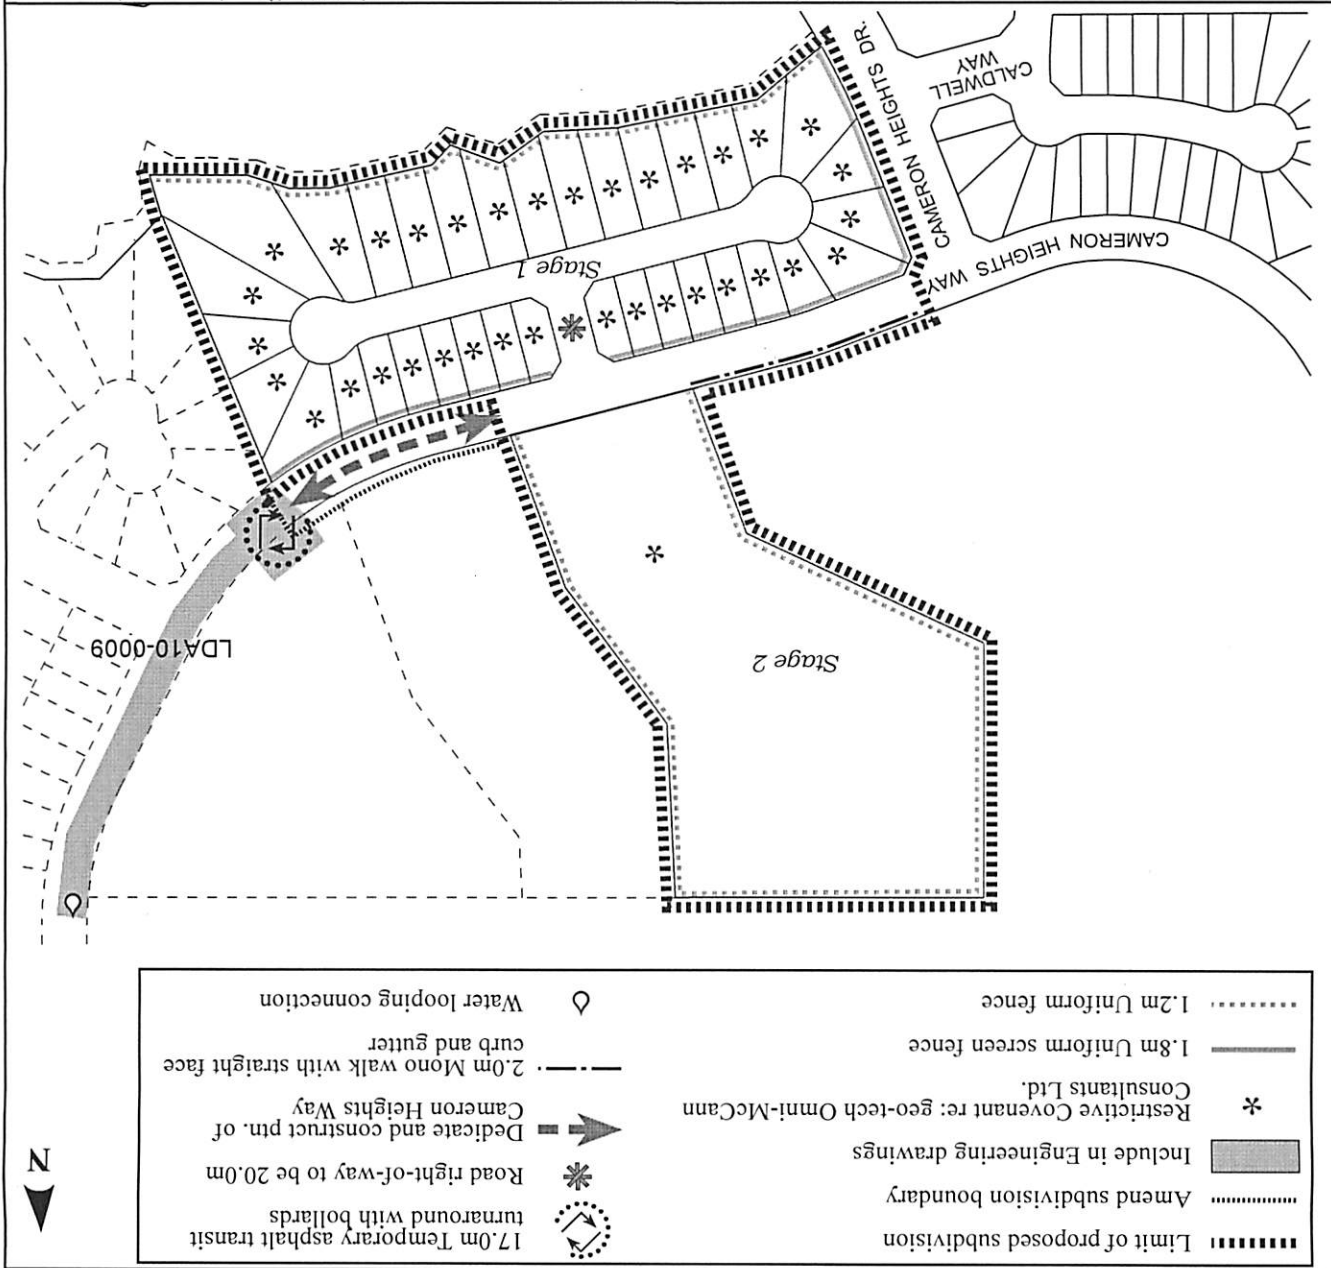 Limit of proposed subdivision
Amend subdivision boundary
Include in Engineering drawings
Restrictive Covenant re: geo-tech Omni-McCann
Consultants Ltd.
1.8m Uniform screen fence
1.2m Uniform fence
17.0m Temporary asphalt transit
turnaround with bollards
Road right-of-way to be 20.0m
Dedicate and construct ptn. of
Cameron Heights Way
2.0m Mono walk with straight face
curb and gutter
Water looping connection
N
Stage 2
LDA10-0009
Stage 1
CAMERON HEIGHTS WAY
CAMERON HEIGHTS DR.
CALDWELL
WAY